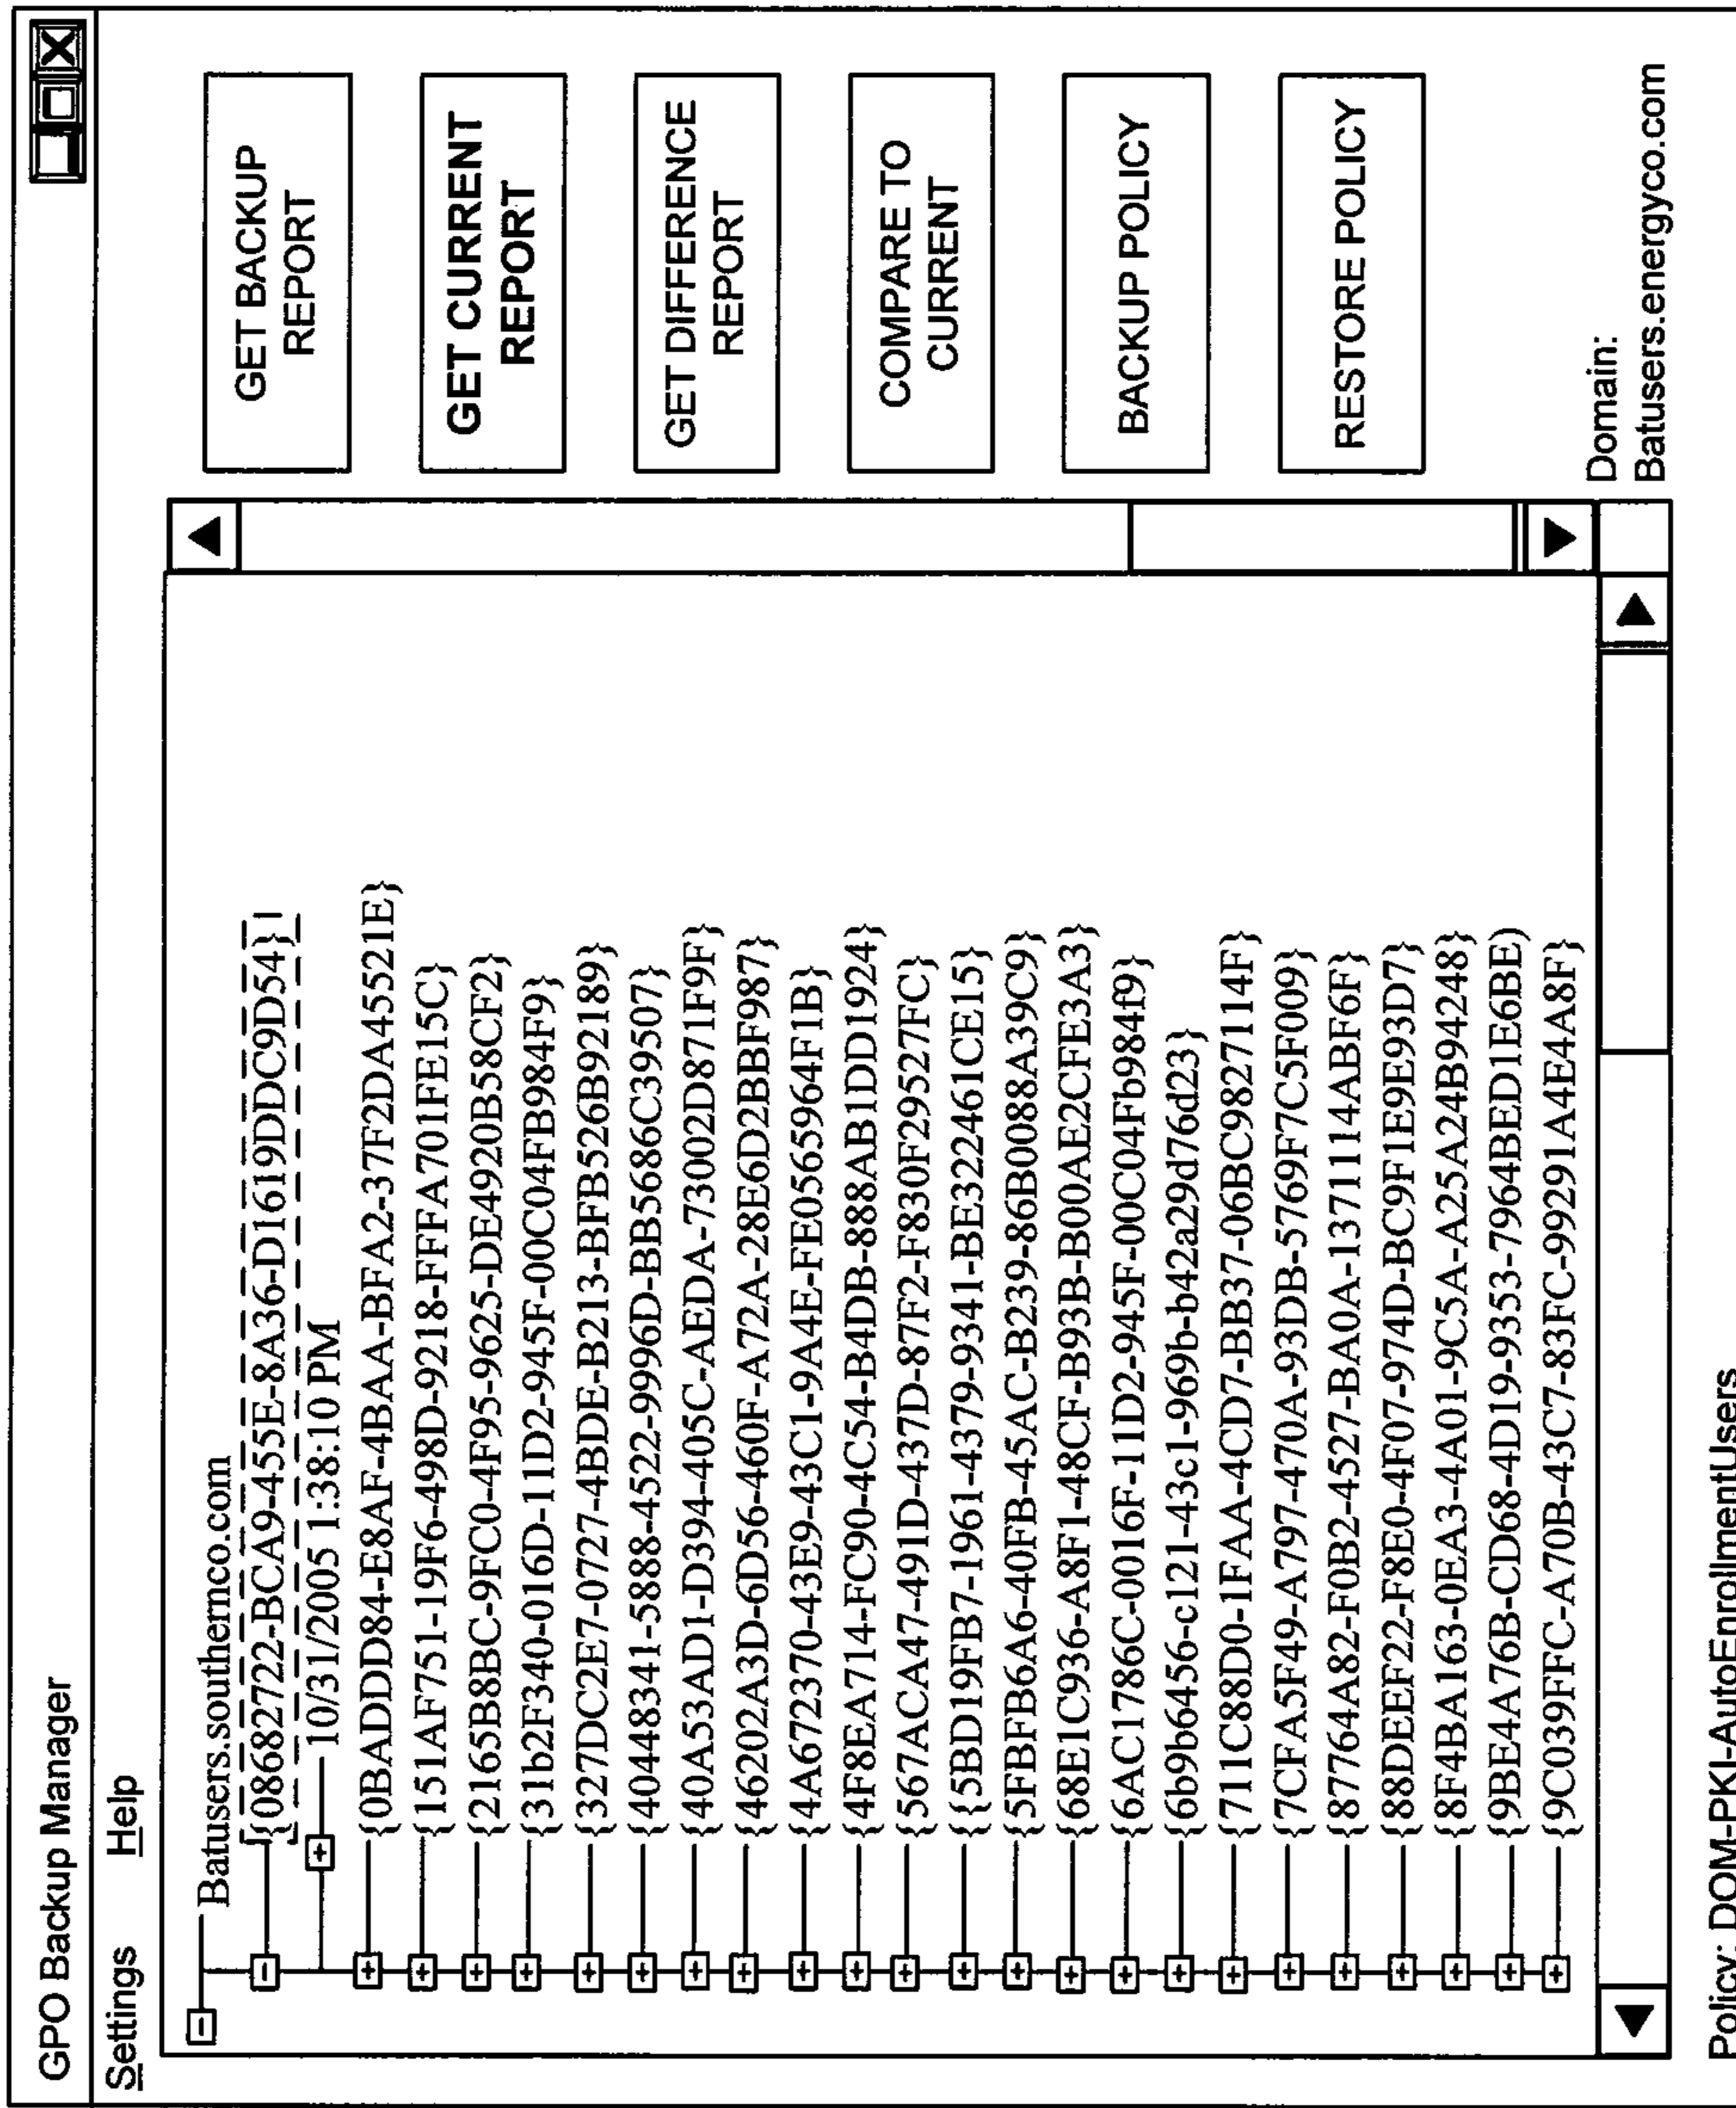 GPO Backup Manager
Settings Help
Batusers.southernco.com
{08682722-BCA9-455E-8A36-D1619DDC9D54}
10/31/2005 1:38:10 PM
{0BADDD84-E8AF-4BAA-BFA2-37F2DA45521E}
{151AF751-19F6-498D-9218-FFFA701FE15C}
{2165B8BC-9FC0-4F95-9625-DE4920B58CF2}
{31b2F340-016D-11D2-945F-00C04FB984F9}
{327DC2E7-0727-4BDE-B213-BFB526B92189}
{40448341-5888-4522-9996D-BB5686C39507}
{40A53AD1-D394-405C-AEDA-73002D871F9F}
{46202A3D-6D56-460F-A72A-28E6D2BBF987}
{4A672370-43E9-43C1-9A4E-FE0565964F1B}
{4F8EA714-FC90-4C54-B4DB-888AB1DD1924}
{567ACA47-491D-437D-87F2-F830F29527FC}
{{5BD19FB7-1961-4379-9341-BE322461CE15}
{5FBFB6A6-40FB-45AC-B239-86B0088A39C9}
{68E1C936-A8F1-48CF-B93B-B00AE2CFE3A3}
{6AC1786C-0016F-11D2-945F-00C04Fb984f9}
{6b9b6456-c121-43c1-969b-b42a29d76d23}
{711C88D0-1FAA-4CD7-BB37-06BC9827114F}
{7CFA5F49-A797-470A-93DB-5769F7C5F009}
{87764A82-F0B2-4527-BA0A-1371114ABF6F}
{88DEEF22-F8E0-4F07-974D-BC9F1E9E93D7}
{8F4BA163-0EA3-4A01-9C5A-A25A24B94248}
{9BE4A76B-CD68-4D19-9353-7964BED1E6BE)
{9C039FFC-A70B-43C7-83FC-99291A4E4A8F}
GET BACKUP
REPORT
GET CURRENT
REPORT
GET DIFFERENCE
REPORT
COMPARE TO
CURRENT
BACKUP POLICY
RESTORE POLICY
Domain:
Batusers.energyco.com
Policy: DOM-PKI-AutoEnrollmentUsers